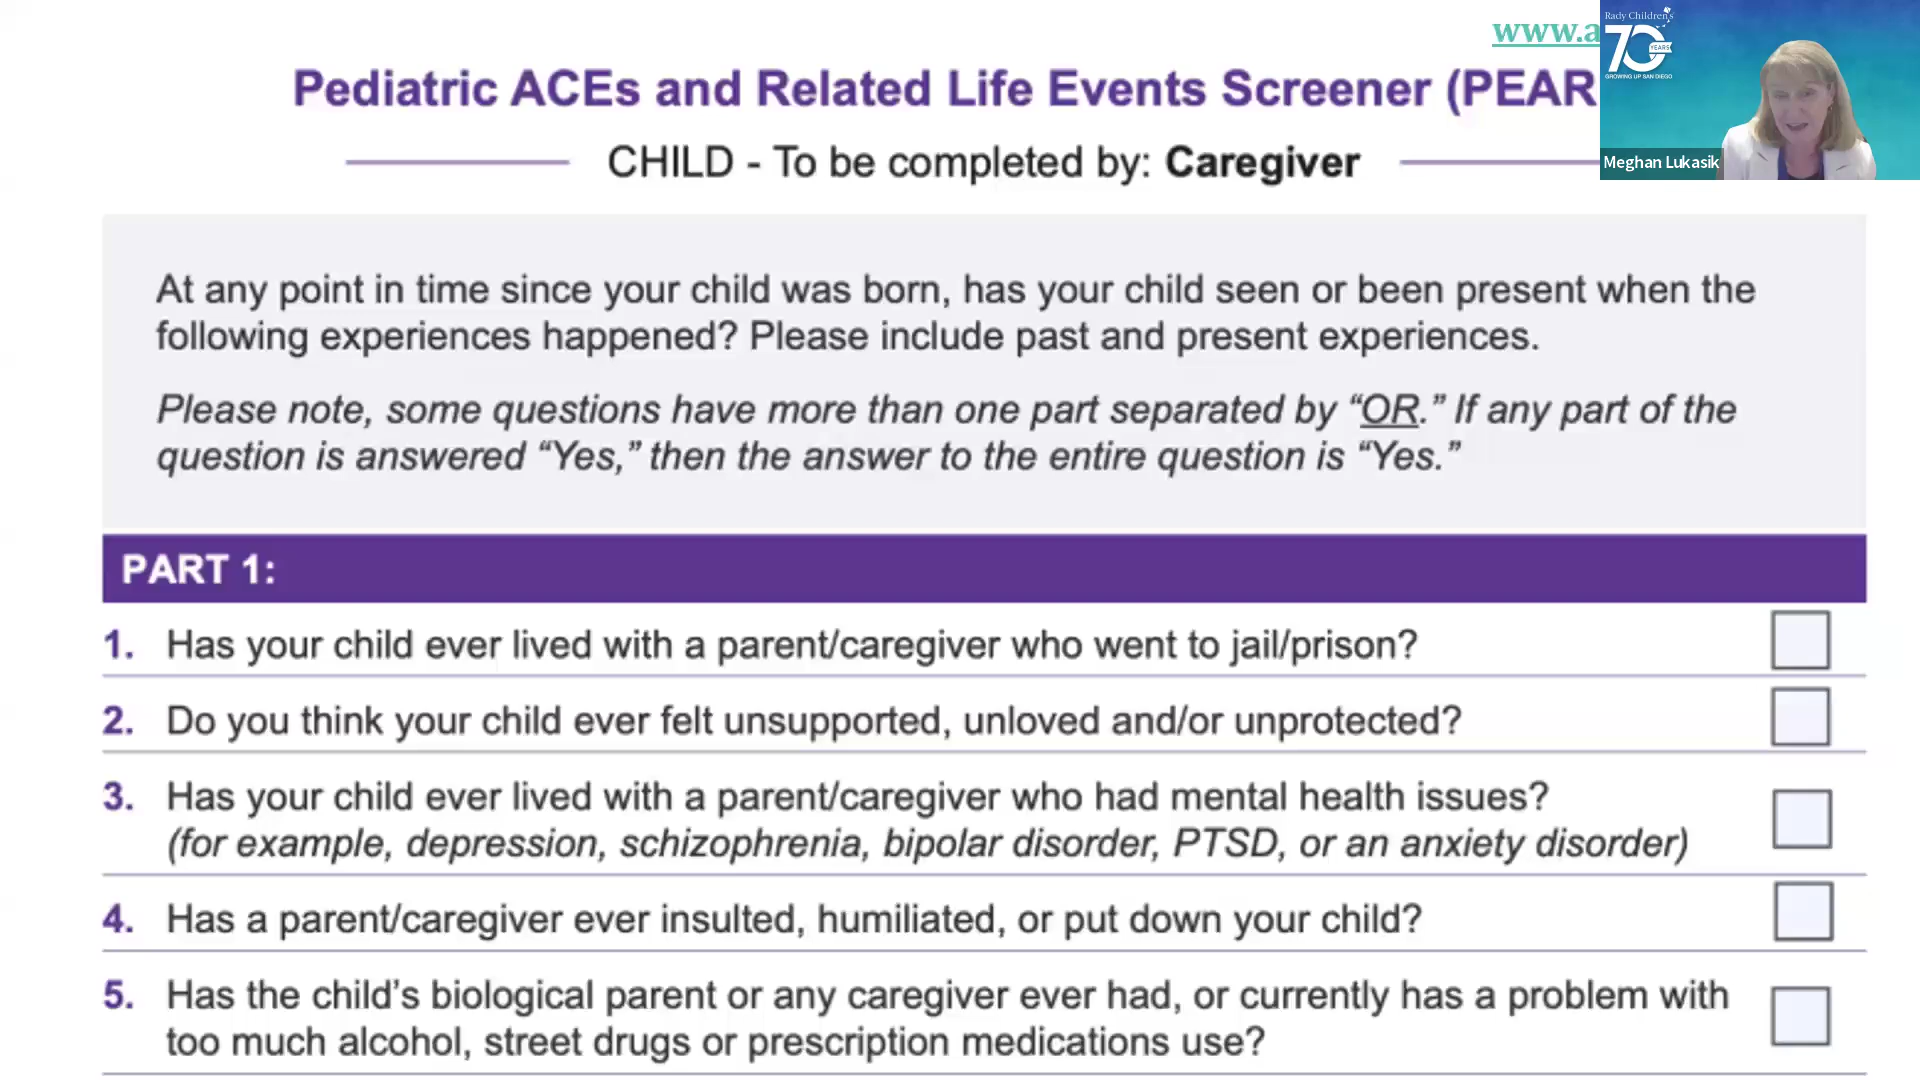 www.a
Rady Children's
70
YEARS
GROWING UP SAN DIEGO
Meghan Lukasik
Pediatric ACEs and Related Life Events Screener (PEAR
CHILD - To be completed by: Caregiver
At any point in time since your child was born, has your child seen or been present when the
following experiences happened? Please include past and present experiences.
Please note, some questions have more than one part separated by “OR.” If any part of the
question is answered “Yes,” then the answer to the entire question is “Yes.”
PART 1:
1. Has your child ever lived with a parent/caregiver who went to jail/prison?
2. Do you think your child ever felt unsupported, unloved and/or unprotected?
3. Has your child ever lived with a parent/caregiver who had mental health issues?
(for example, depression, schizophrenia, bipolar disorder, PTSD, or an anxiety disorder)
4. Has a parent/caregiver ever insulted, humiliated, or put down your child?
5. Has the child’s biological parent or any caregiver ever had, or currently has a problem with
too much alcohol, street drugs or prescription medications use?